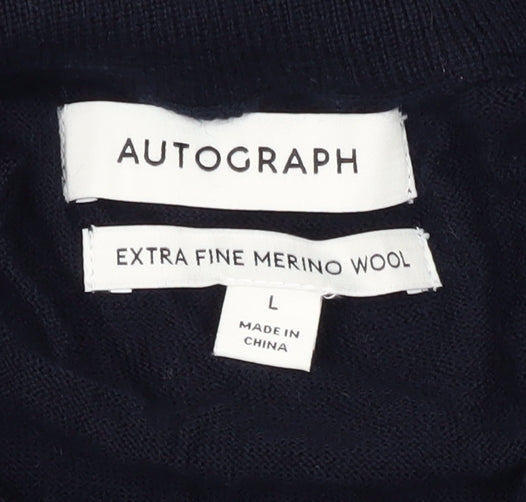 AUTOGRAPH
EXTRA FINE MERINO WOOL
L
MADE IN
CHINA